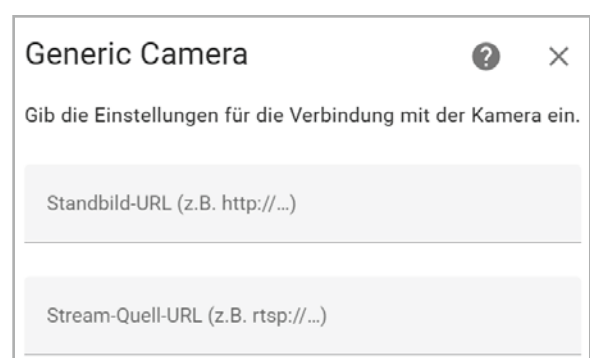 Generic Camera
Gib die Einstellungen für die Verbindung mit der Kamera ein.
Standbild-URL (z.B. http://…)
Stream-Quell-URL (z.B. rtsp://…)